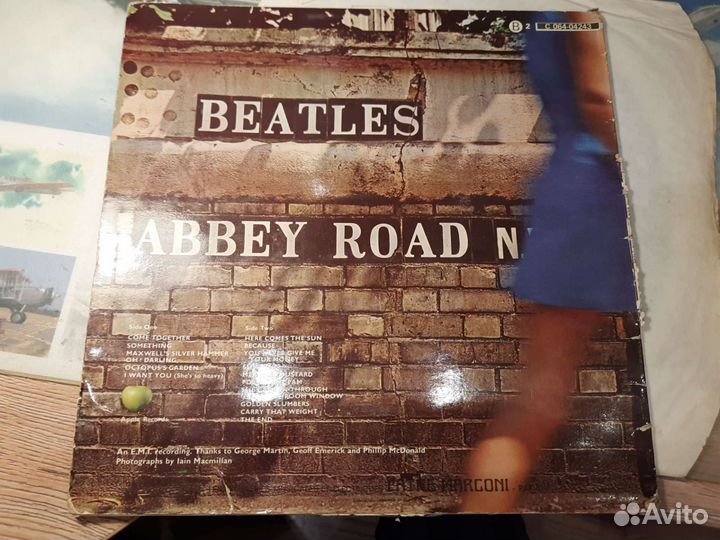 B 2 C 064-04243
BEATLES
ABBEY ROAD N.
Side One
COME TOGETHER
SOMETHING
MAXWELL'S SILVER HAMMER
OH! DARLING
OCTOPUS'S GARDEN
I WANT YOU (She's so heavy)
Side Two
HERE COMES THE SUN
BECAUSE
YOU NEVER GIVE ME
YOUR MONEY
WINDOW
GOLDEN SLUMBERS
CARRY THAT WEIGHT
THE END
Apple Records
An E.M.I. recording. Thanks to George Martin, Geoff Emerick and Phillip McDonald
Photographs by Iain Macmillan
PATHE MARCONI
Avito